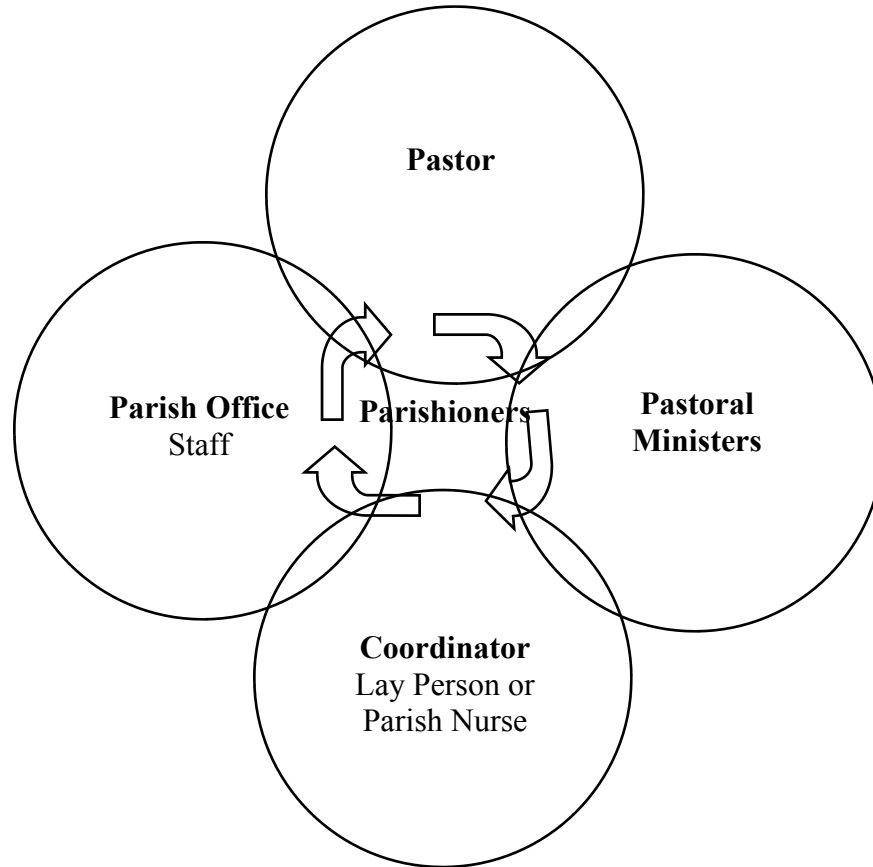 Pastor
Parish Office
Staff
Parishioners
Pastoral
Ministers
Coordinator
Lay Person or
Parish Nurse